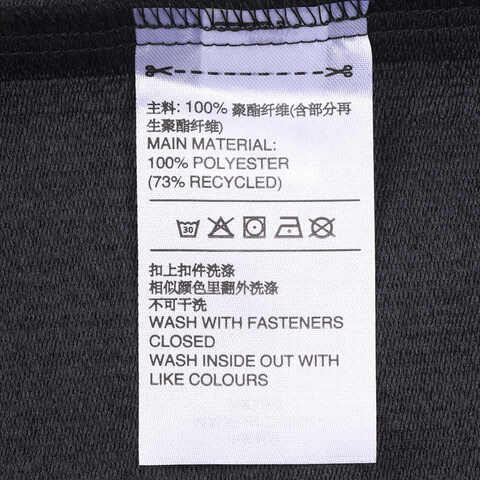 主料: 100% 聚酯纤维(含部分再
生聚酯纤维)
MAIN MATERIAL:
100% POLYESTER
(73% RECYCLED)
30
扣上扣件洗涤
相似颜色里翻外洗涤
不可干洗
WASH WITH FASTENERS
CLOSED
WASH INSIDE OUT WITH
LIKE COLOURS